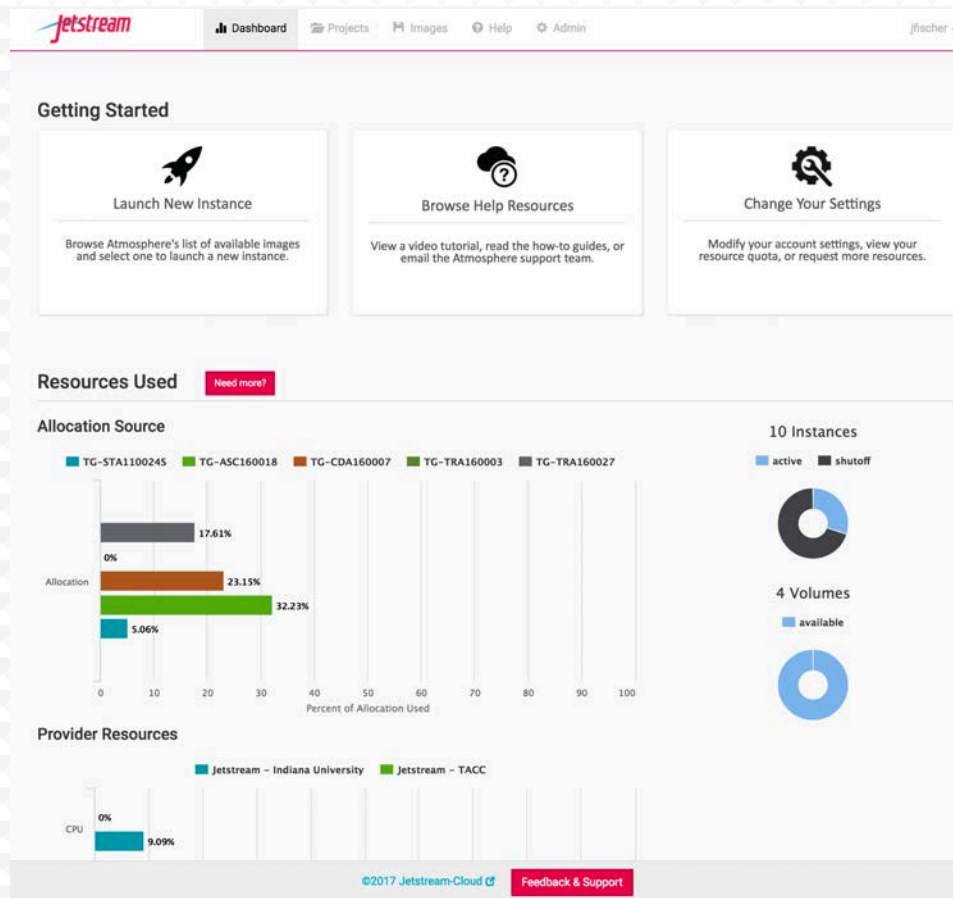 Jetstream
Dashboard Projects Images Help Admin jfischer
Getting Started
Launch New Instance
Browse Atmosphere's list of available images
and select one to launch a new instance.
Browse Help Resources
View a video tutorial, read the how-to guides, or
email the Atmosphere support team.
Change Your Settings
Modify your account settings, view your
resource quota, or request more resources.
Resources Used Need more?
Allocation Source
TG-STA110024S TG-ASC160018 TG-CDA160007 TG-TRA160003 TG-TRA160027
17.61%
0%
Allocation
23.15%
32.23%
5.06%
0 10 20 30 40 50 60 70 80 90 100
Percent of Allocation Used
10 Instances
active shutoff
4 Volumes
available
Provider Resources
Jetstream – Indiana University Jetstream – TACC
CPU
0%
9.09%
©2017 Jetstream-Cloud Feedback & Support